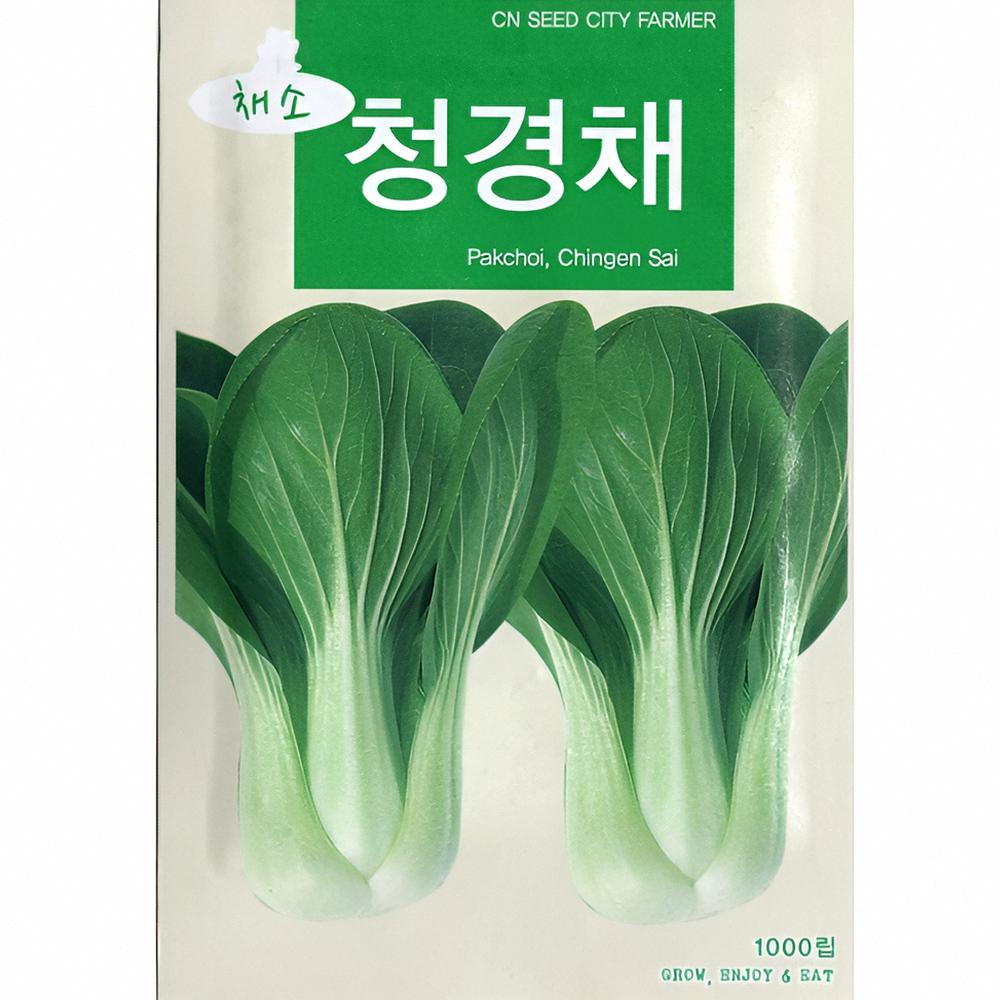 CN SEED CITY FARMER
채소
청경채
Pakchoi, Chingen Sai
1000립
GROW, ENJOY & EAT